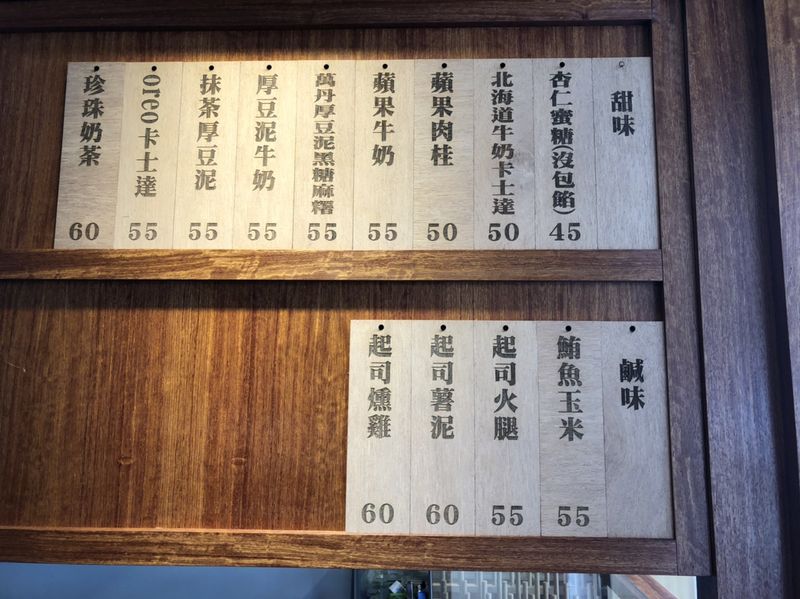 甜味
杏仁蜜糖(沒包餡)
45
北海道牛奶卡士達
50
蘋果肉桂
50
蘋果牛奶
55
萬丹厚豆泥黑糖麻糬
55
厚豆泥牛奶
55
抹茶厚豆泥
55
oreo卡士達
55
珍珠奶茶
60
鹹味
鮪魚玉米
55
起司火腿
55
起司薯泥
60
起司燻雞
60